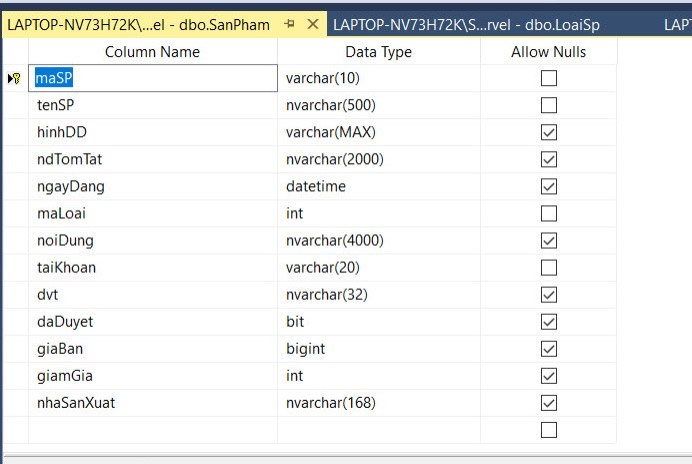 LAPTOP-NV73H72K\...el - dbo.SanPham LAPTOP-NV73H72K\S...rvel - dbo.LoaiSp LAPT
Column Name Data Type Allow Nulls
maSP varchar(10)
tenSP nvarchar(500)
hinhDD varchar(MAX)
ndTomTat nvarchar(2000)
ngayDang datetime
maLoai int
noiDung nvarchar(4000)
taiKhoan varchar(20)
dvt nvarchar(32)
daDuyet bit
giaBan bigint
giamGia int
nhaSanXuat nvarchar(168)